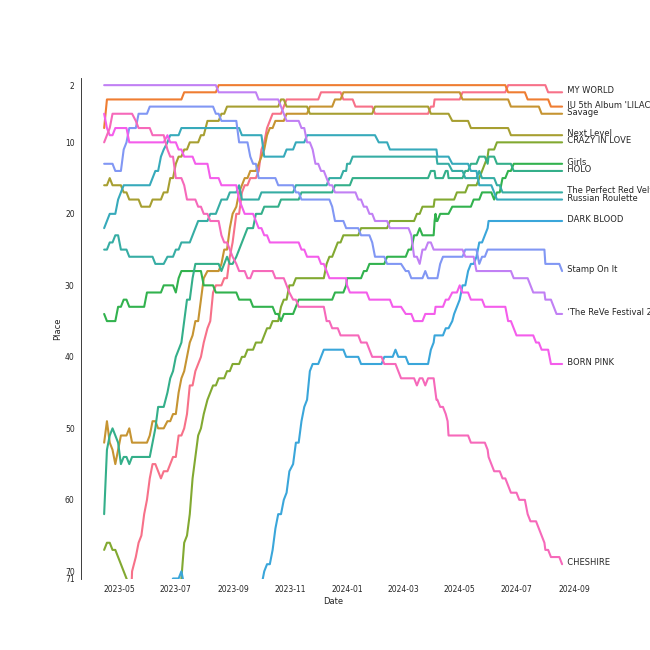 2
10
20
30
40
50
60
70
71
Place
2023-05
2023-07
2023-09
2023-11
2024-01
2024-03
2024-05
2024-07
2024-09
Date
MY WORLD
IU 5th Album 'LILAC
Savage
Next Level
CRAZY IN LOVE
Girls
HOLO
The Perfect Red Vel
Russian Roulette
DARK BLOOD
Stamp On It
'The ReVe Festival 2
BORN PINK
CHESHIRE